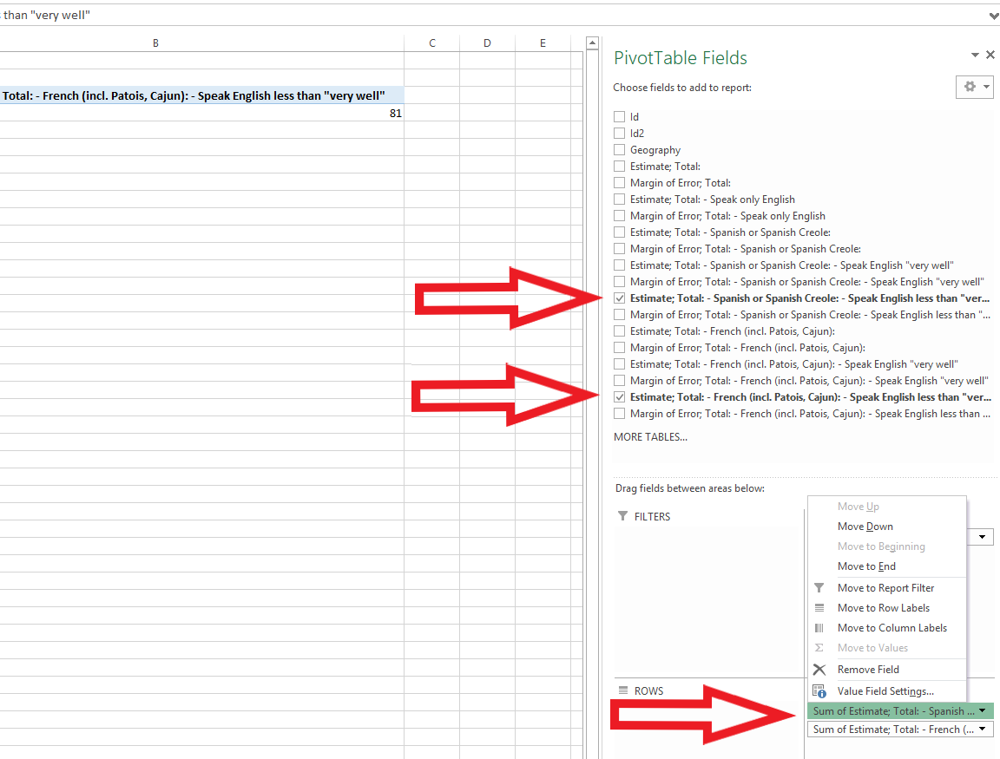 than "very well"
B C D E
Total: - French (incl. Patois, Cajun): - Speak English less than "very well"
81
PivotTable Fields
Choose fields to add to report:
Id
Id2
Geography
Estimate; Total:
Margin of Error; Total:
Estimate; Total: - Speak only English
Margin of Error; Total: - Speak only English
Estimate; Total: - Spanish or Spanish Creole:
Margin of Error; Total: - Spanish or Spanish Creole:
Estimate; Total: - Spanish or Spanish Creole: - Speak English "very well"
Margin of Error; Total: - Spanish or Spanish Creole: - Speak English "very well"
Estimate; Total: - Spanish or Spanish Creole: - Speak English less than "ver...
Margin of Error; Total: - Spanish or Spanish Creole: - Speak English less than "...
Estimate; Total: - French (incl. Patois, Cajun):
Margin of Error; Total: - French (incl. Patois, Cajun):
Estimate; Total: - French (incl. Patois, Cajun): - Speak English "very well"
Margin of Error; Total: - French (incl. Patois, Cajun): - Speak English "very well"
Estimate; Total: - French (incl. Patois, Cajun): - Speak English less than "ver...
Margin of Error; Total: - French (incl. Patois, Cajun): - Speak English less than ...
MORE TABLES...
Drag fields between areas below:
FILTERS
Move Up
Move Down
Move to Beginning
Move to End
Move to Report Filter
Move to Row Labels
Move to Column Labels
Σ Move to Values
Remove Field
Value Field Settings...
ROWS
Sum of Estimate; Total: - Spanish ...
Sum of Estimate; Total: - French (...